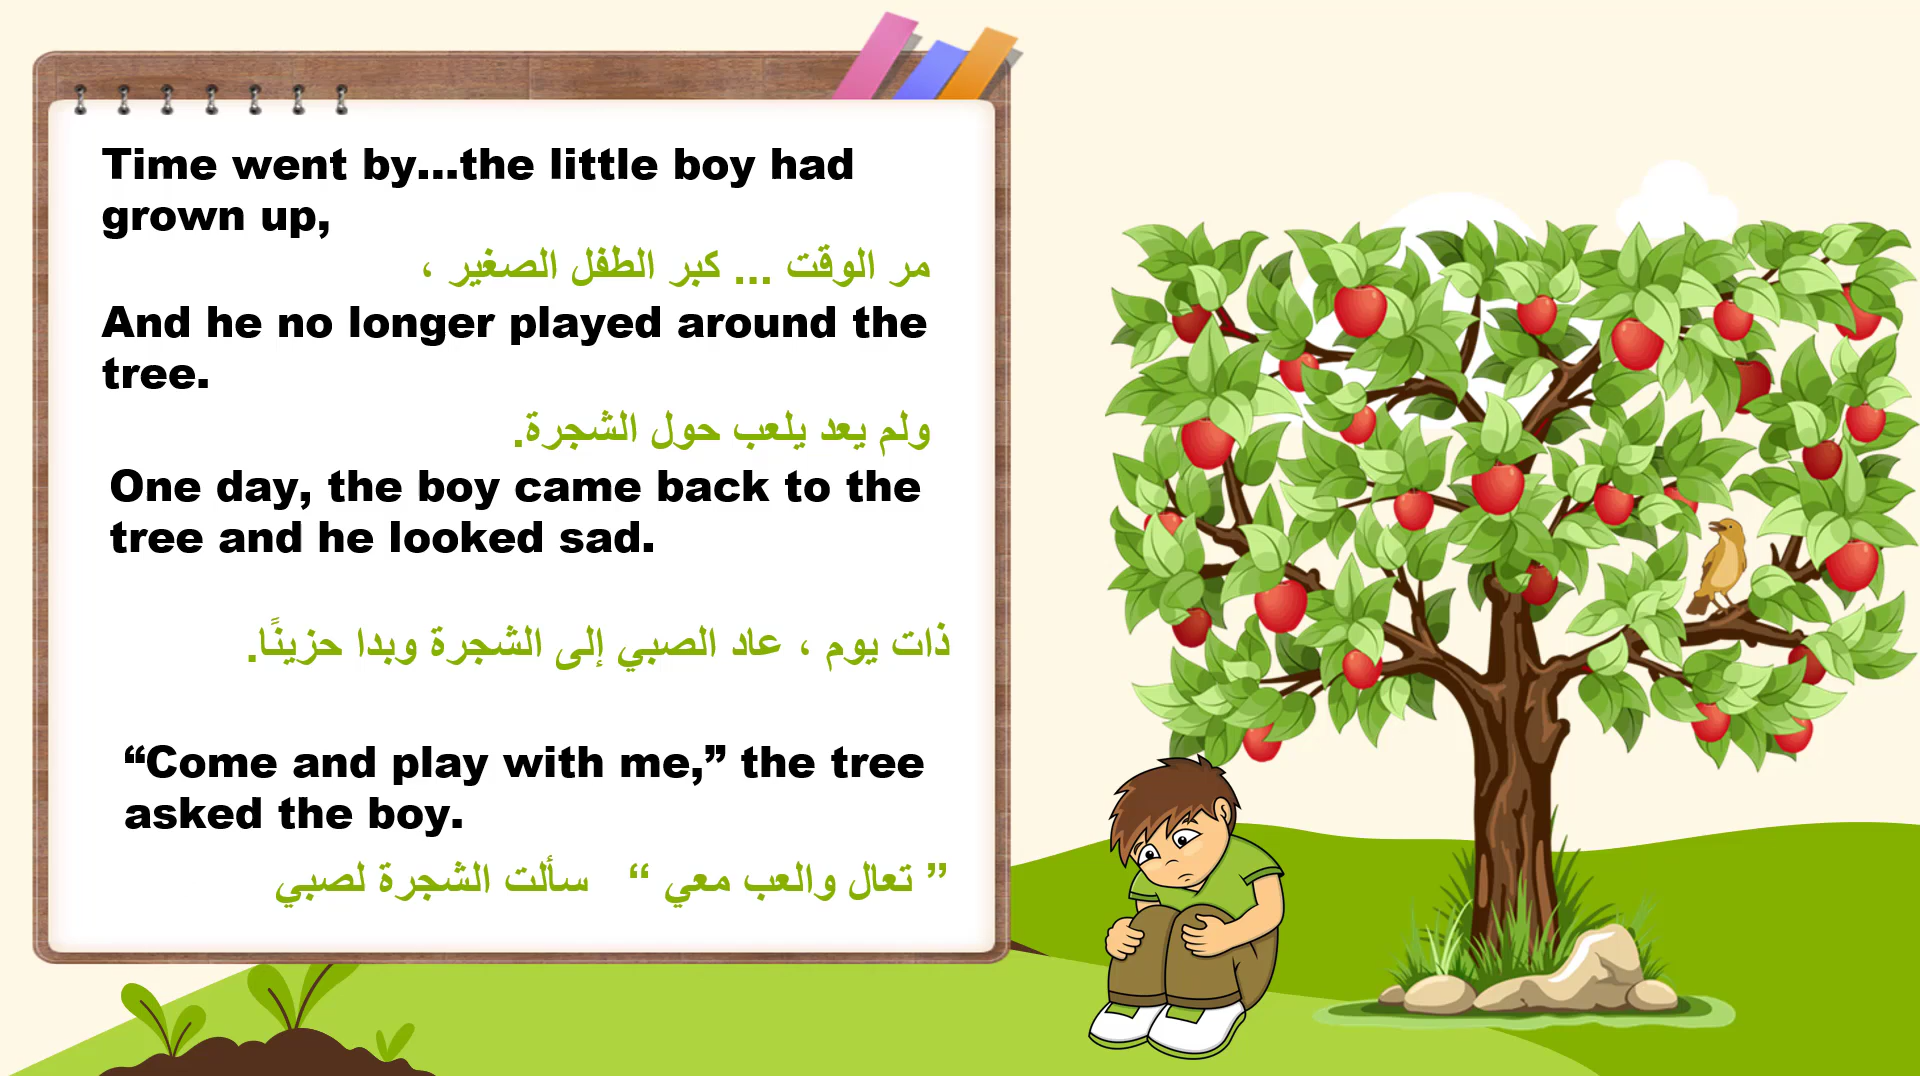 Time went by...the little boy had
grown up,
مر الوقت ... كبر الطفل الصغير ،
And he no longer played around the
tree.
ولم يعد يلعب حول الشجرة.
One day, the boy came back to the
tree and he looked sad.
ذات يوم ، عاد الصبي إلى الشجرة وبدا حزينًا.
“Come and play with me,” the tree
asked the boy.
” تعال والعب معي “ سألت الشجرة لصبي